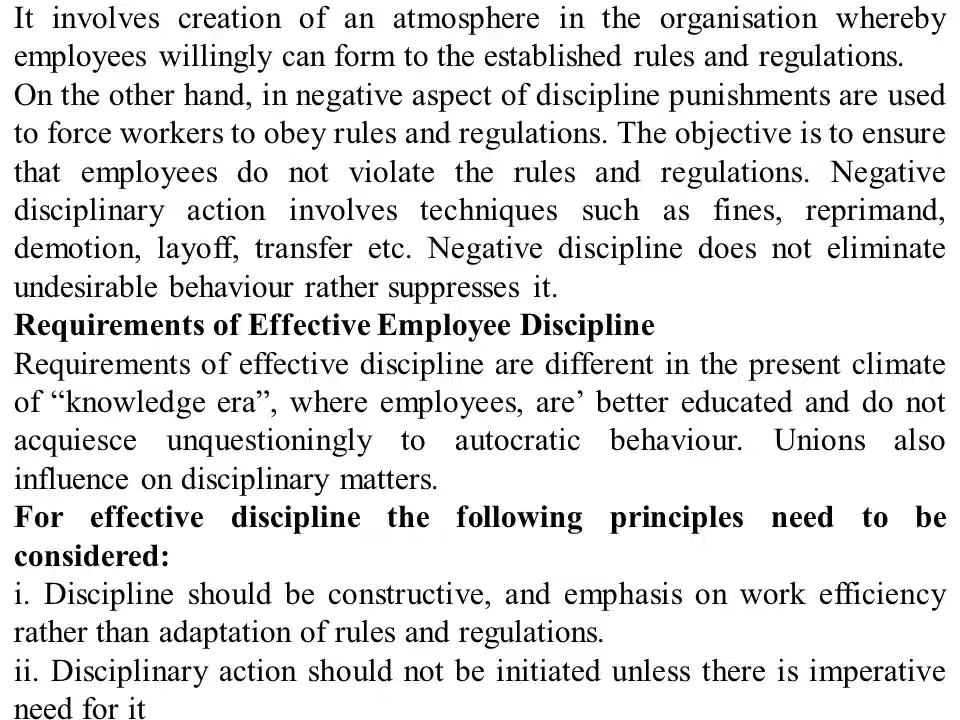 It involves creation of an atmosphere in the organisation whereby
employees willingly can form to the established rules and regulations.
On the other hand, in negative aspect of discipline punishments are used
to force workers to obey rules and regulations. The objective is to ensure
that employees do not violate the rules and regulations. Negative
disciplinary action involves techniques such as fines, reprimand,
demotion, layoff, transfer etc. Negative discipline does not eliminate
undesirable behaviour rather suppresses it.
Requirements of Effective Employee Discipline
Requirements of effective discipline are different in the present climate
of “knowledge era”, where employees, are’ better educated and do not
acquiesce unquestioningly to autocratic behaviour. Unions also
influence on disciplinary matters.
For effective discipline the following principles need to be
considered:
i. Discipline should be constructive, and emphasis on work efficiency
rather than adaptation of rules and regulations.
ii. Disciplinary action should not be initiated unless there is imperative
need for it